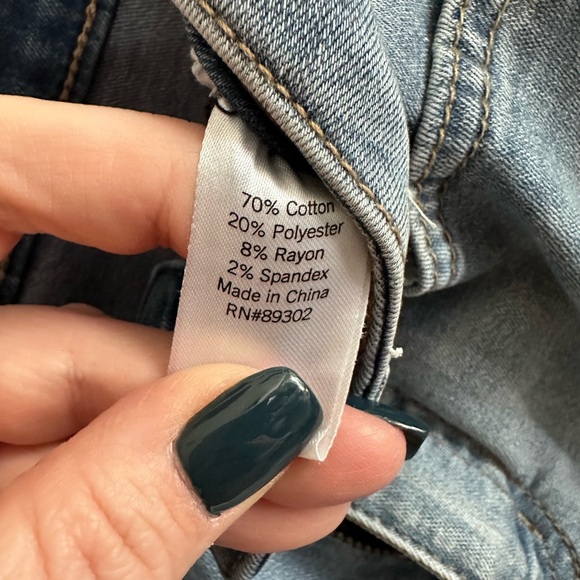 70% Cotton
20% Polyester
8% Rayon
2% Spandex
Made in China
RN#89302